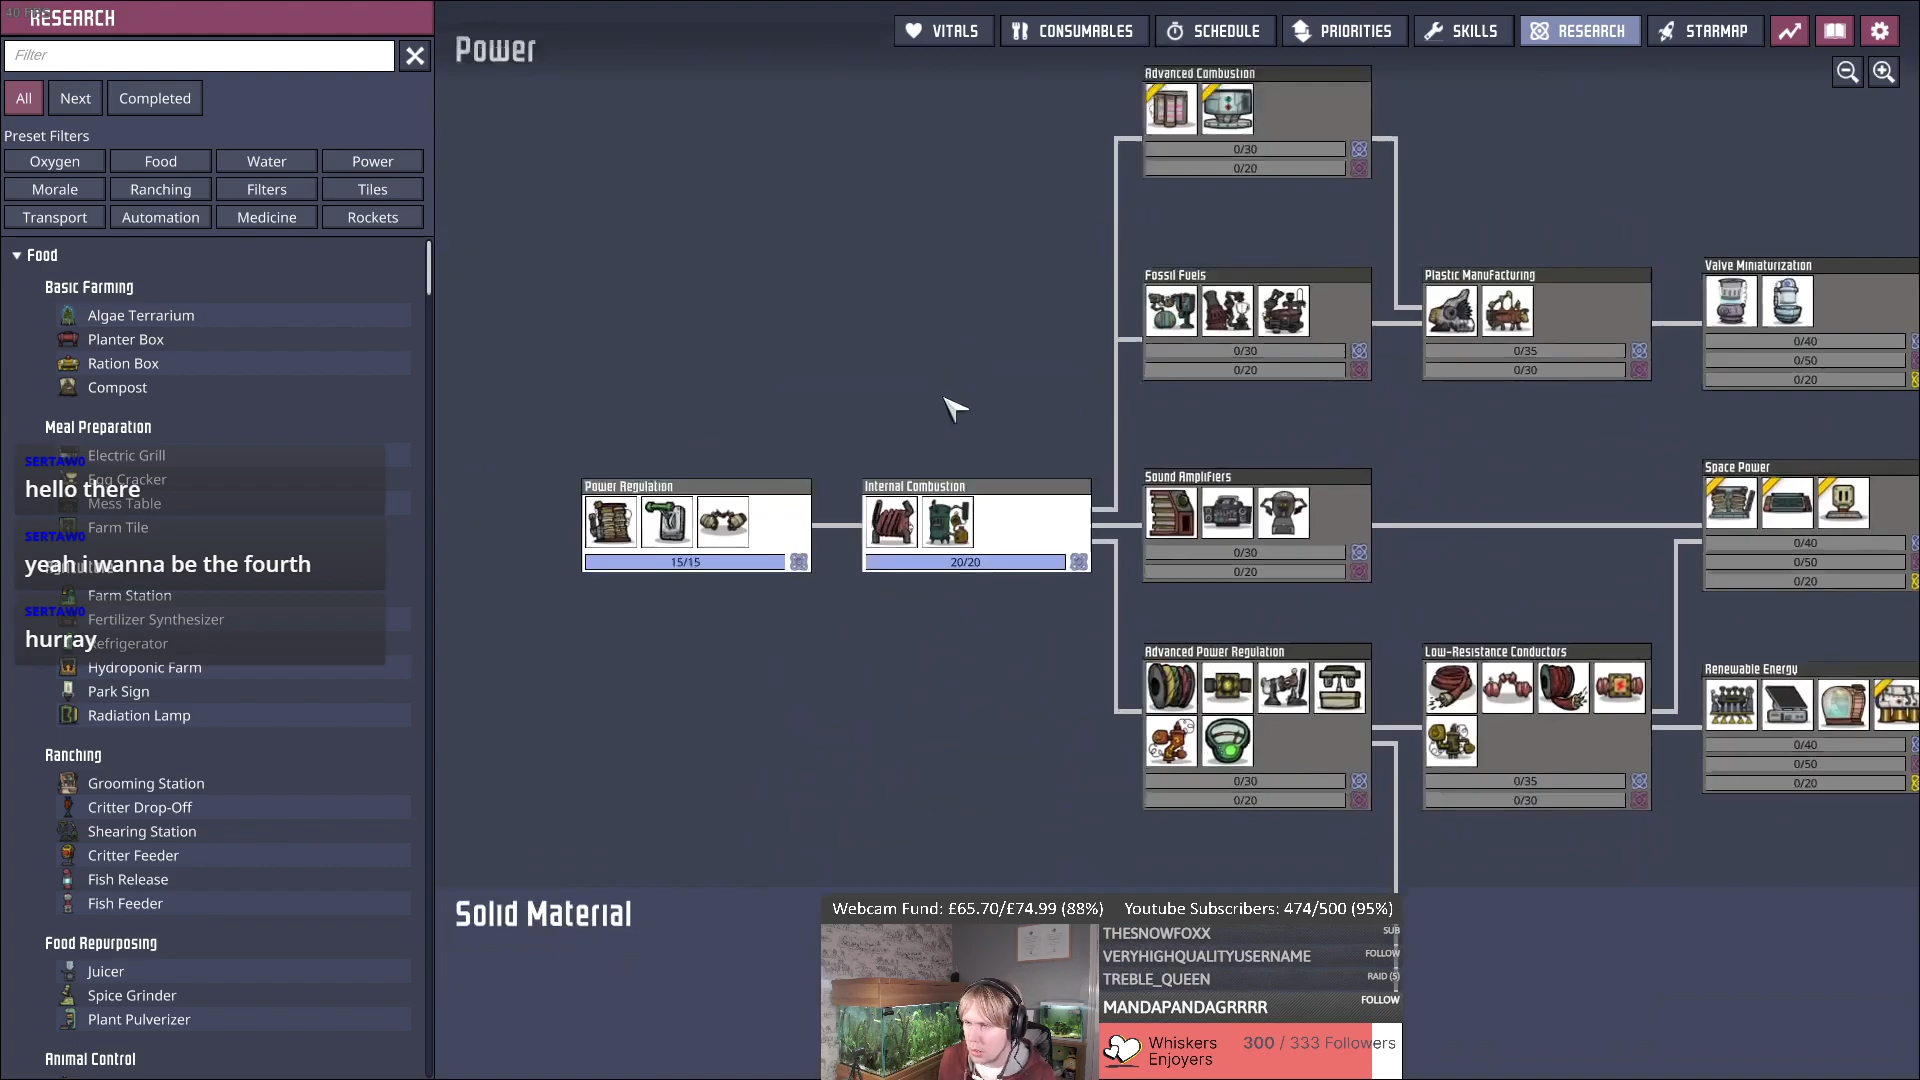 RESEARCH
Filter
All
Next
Completed
Preset Filters
Oxygen
Food
Water
Power
Morale
Ranching
Filters
Tiles
Transport
Automation
Medicine
Rockets
Food
Basic Farming
Algae Terrarium
Planter Box
Ration Box
Compost
Meal Preparation
Electric Grill
Egg Cracker
Mess Table
Farm Tile
Farm Station
Fertilizer Synthesizer
Refrigerator
Hydroponic Farm
Park Sign
Radiation Lamp
Ranching
Grooming Station
Critter Drop-Off
Shearing Station
Critter Feeder
Fish Release
Fish Feeder
Food Repurposing
Juicer
Spice Grinder
Plant Pulverizer
Animal Control
SERTAW0
hello there
SERTAW0
yeah i wanna be the fourth
SERTAW0
hurray
Power
VITALS
CONSUMABLES
SCHEDULE
PRIORITIES
SKILLS
RESEARCH
STARMAP
Advanced Combustion
0/30
0/20
Fossil Fuels
0/30
0/20
Plastic Manufacturing
0/35
0/30
Valve Miniaturization
0/40
0/50
0/20
Power Regulation
15/15
Internal Combustion
20/20
Sound Amplifiers
0/30
0/20
Space Power
0/40
0/50
0/20
Advanced Power Regulation
0/30
0/20
Low-Resistance Conductors
0/35
0/30
Renewable Energy
0/40
0/50
0/20
Solid Material
Webcam Fund: £65.70/£74.99 (88%)
Youtube Subscribers: 474/500 (95%)
THESNOWFOXX SUB
VERYHIGHQUALITYUSERNAME FOLLOW
TREBLE_QUEEN RAID (5)
MANDAPANDAGRRRR FOLLOW
Whiskers Enjoyers
300 / 333 Followers